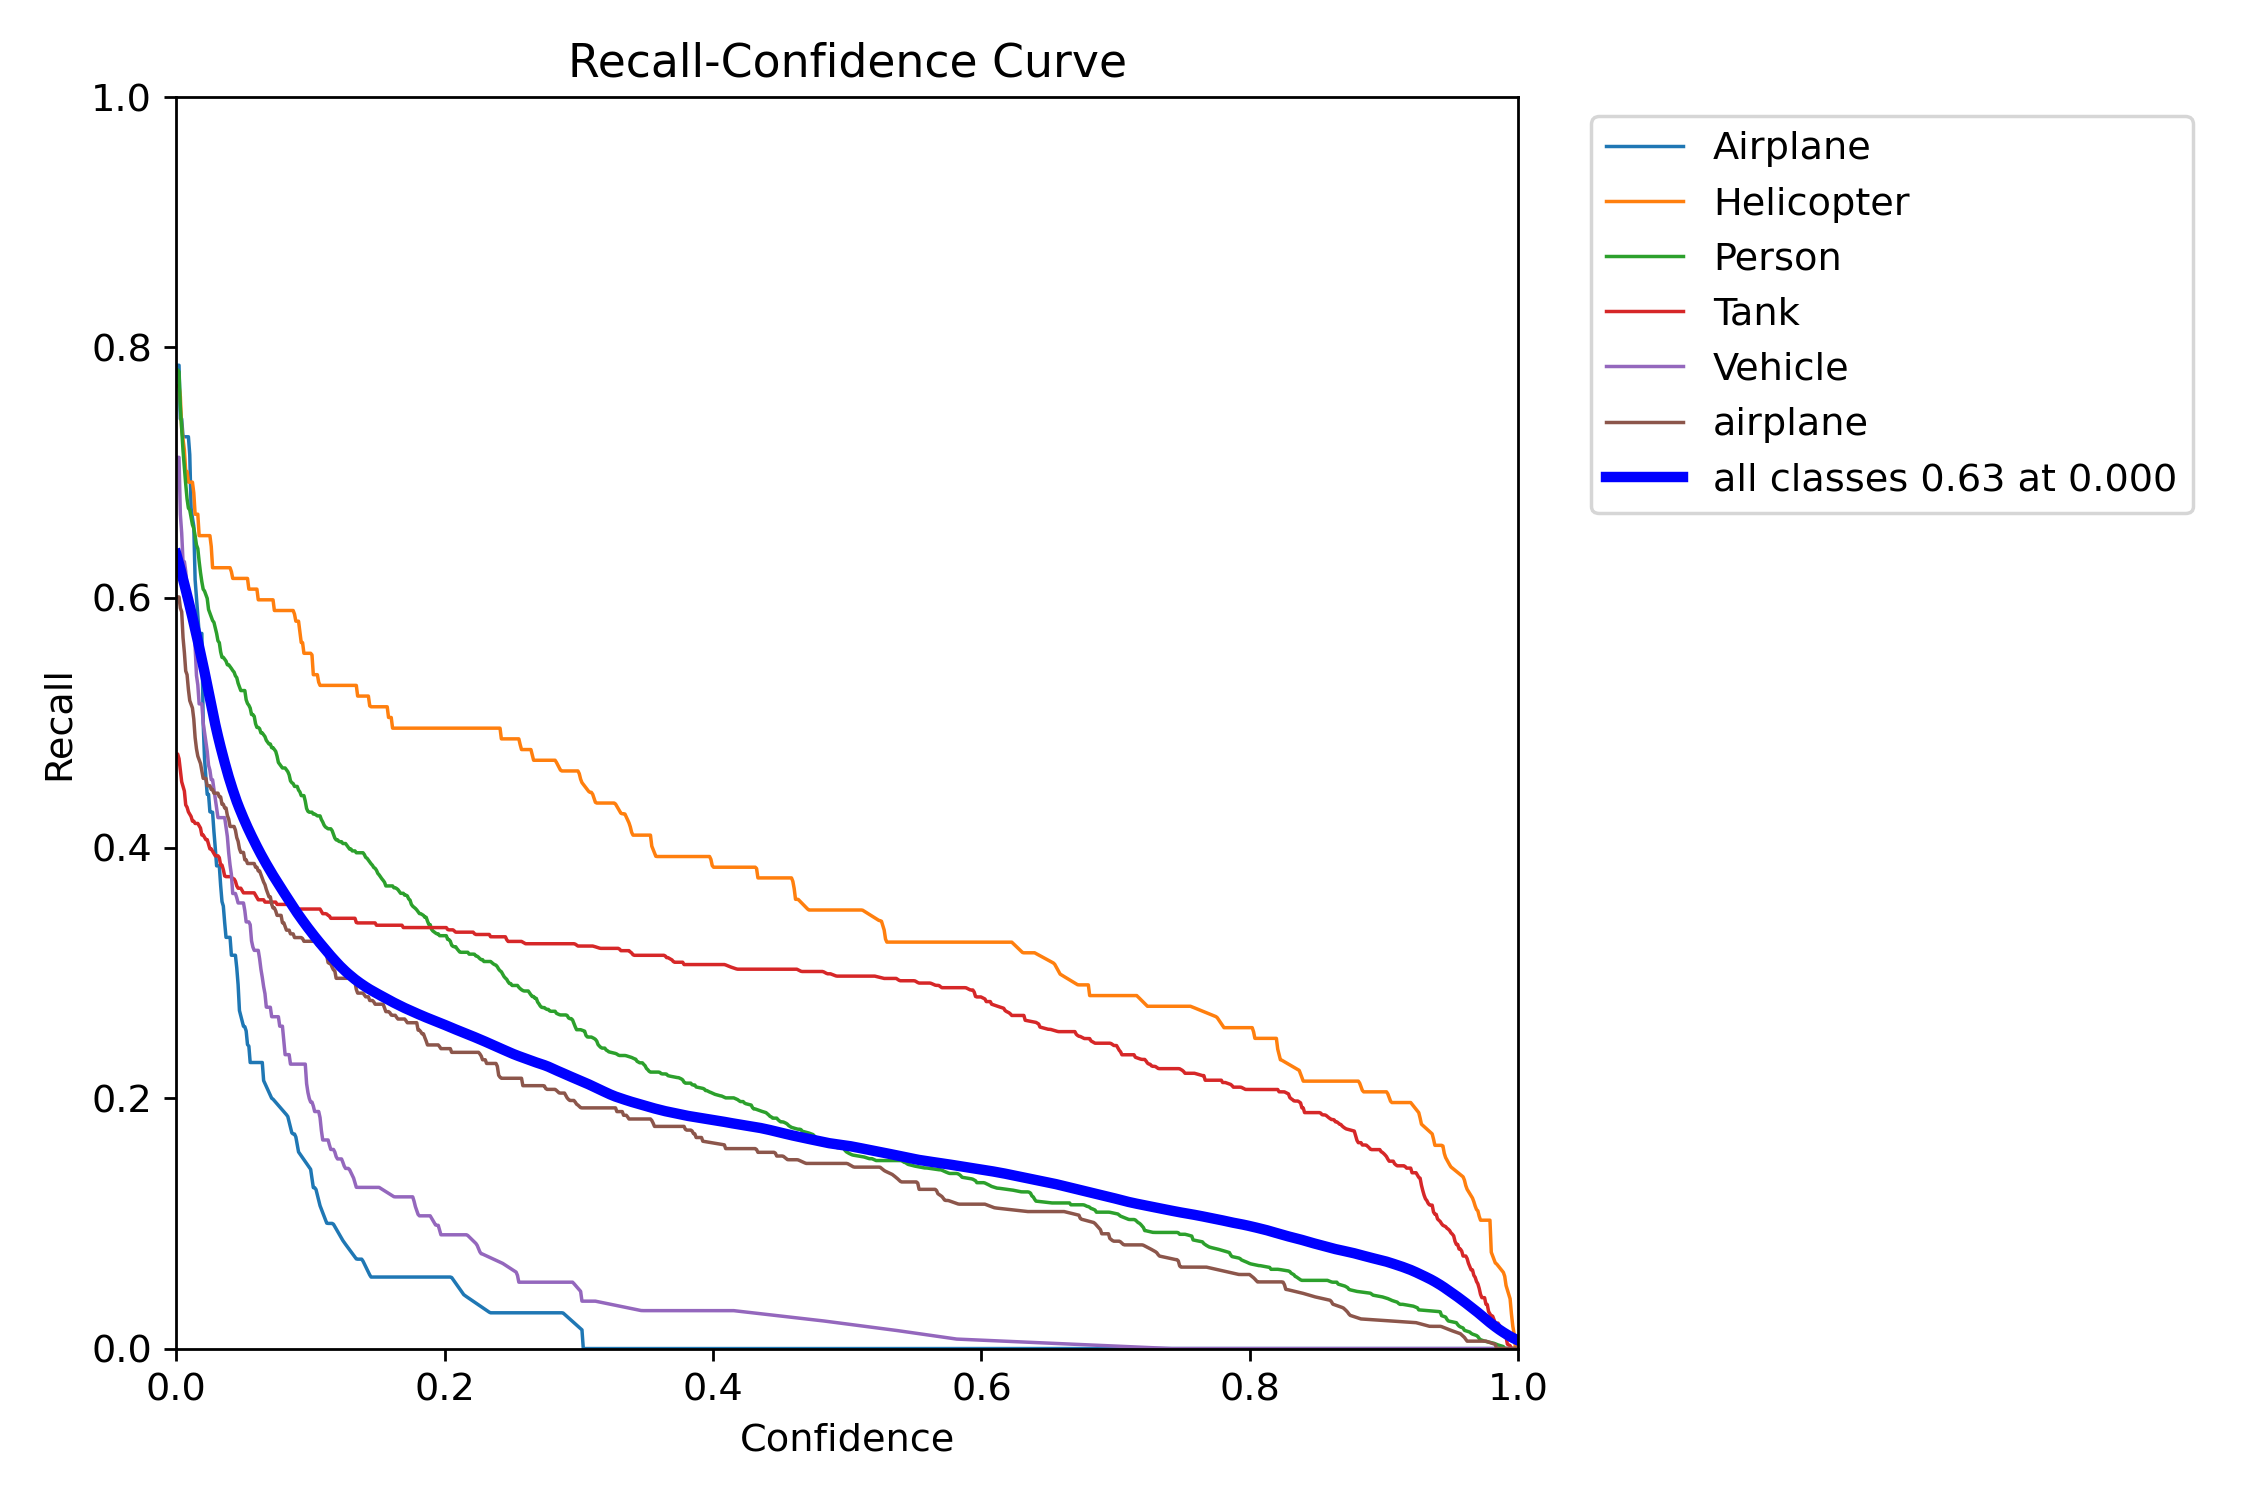 Recall-Confidence Curve
1.0
0.8
0.6
0.4
0.2
0.0
Recall
0.0 0.2 0.4 0.6 0.8 1.0
Confidence
Airplane
Helicopter
Person
Tank
Vehicle
airplane
all classes 0.63 at 0.000